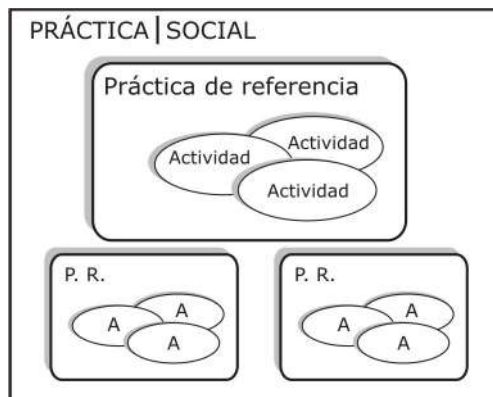 PRÁCTICA | SOCIAL
Práctica de referencia
Actividad
Actividad
Actividad
P. R.
A
A
A
P. R.
A
A
A